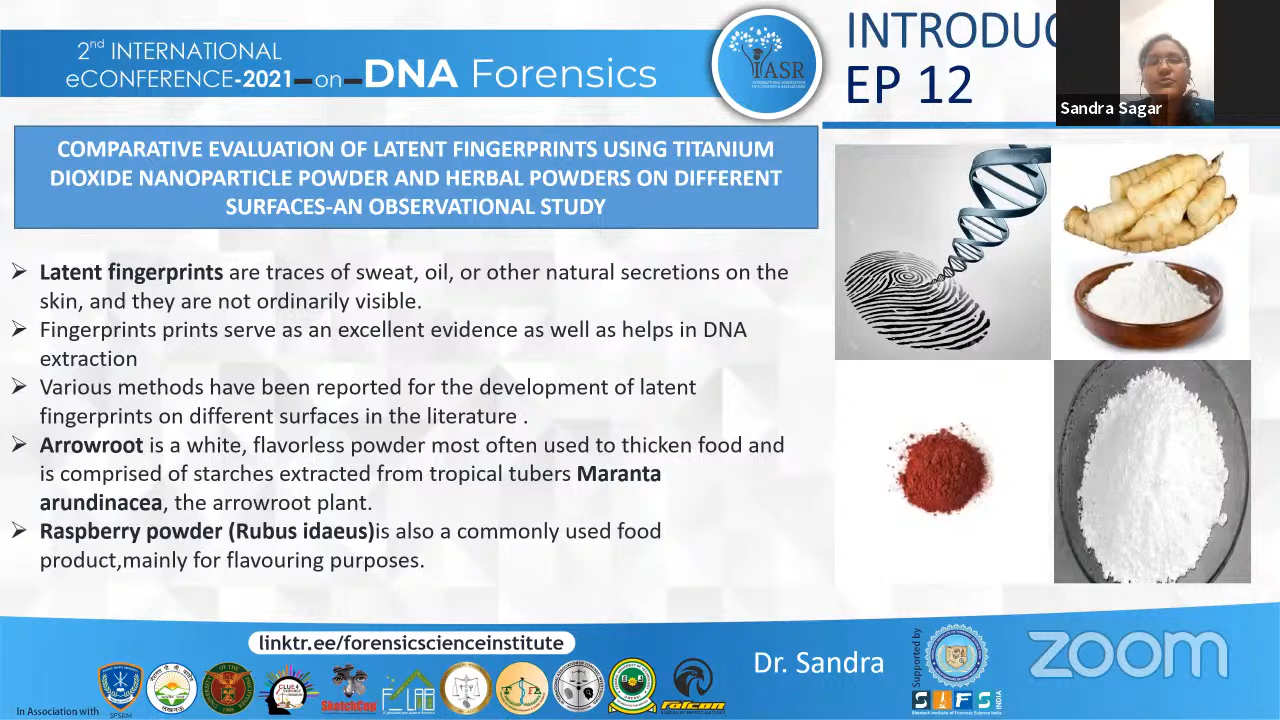 2nd INTERNATIONAL
eCONFERENCE-2021-on-DNA Forensics
IASR
INTRODUC
EP 12
Sandra Sagar
COMPARATIVE EVALUATION OF LATENT FINGERPRINTS USING TITANIUM
DIOXIDE NANOPARTICLE POWDER AND HERBAL POWDERS ON DIFFERENT
SURFACES-AN OBSERVATIONAL STUDY
➢ Latent fingerprints are traces of sweat, oil, or other natural secretions on the
skin, and they are not ordinarily visible.
➢ Fingerprints prints serve as an excellent evidence as well as helps in DNA
extraction
➢ Various methods have been reported for the development of latent
fingerprints on different surfaces in the literature .
➢ Arrowroot is a white, flavorless powder most often used to thicken food and
is comprised of starches extracted from tropical tubers Maranta
arundinacea, the arrowroot plant.
➢ Raspberry powder (Rubus idaeus)is also a commonly used food
product,mainly for flavouring purposes.
linktr.ee/forensicscienceinstitute
In Association with
SFSRM
SketchCop
falcon
Dr. Sandra
Supported by
SIFS
INDIA
zoom